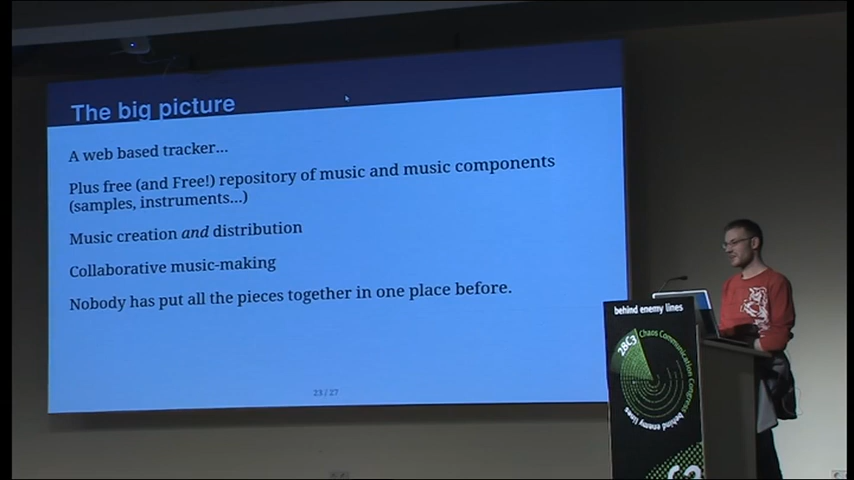 The big picture
A web based tracker...
Plus free (and Free!) repository of music and music components
(samples, instruments...)
Music creation and distribution
Collaborative music-making
Nobody has put all the pieces together in one place before.
23 / 27
behind enemy lines
28C3
Chaos Communication Congress
behind enemy lines